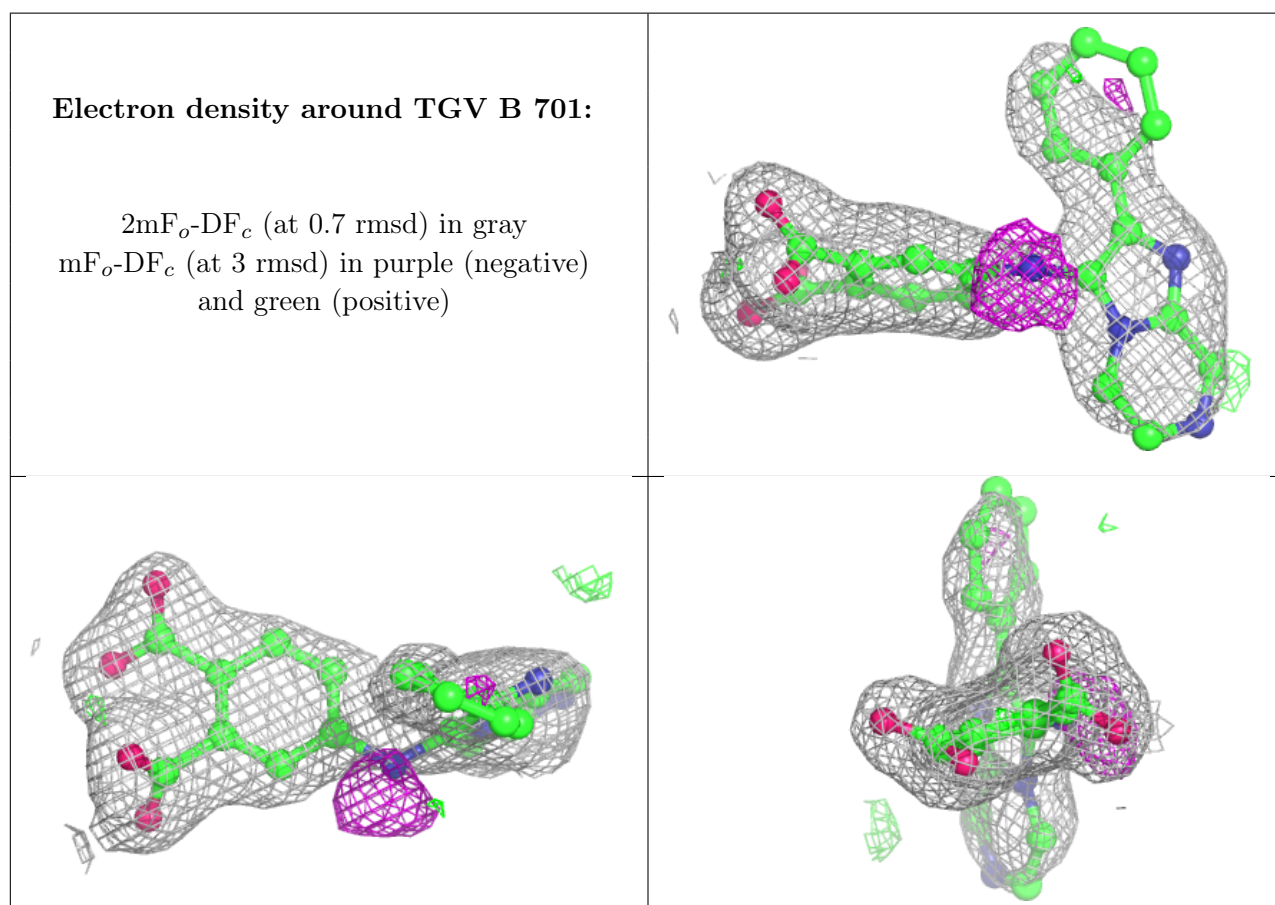 Electron density around TGV B 701:
2mFo-DFc (at 0.7 rmsd) in gray
mFo-DFc (at 3 rmsd) in purple (negative)
and green (positive)